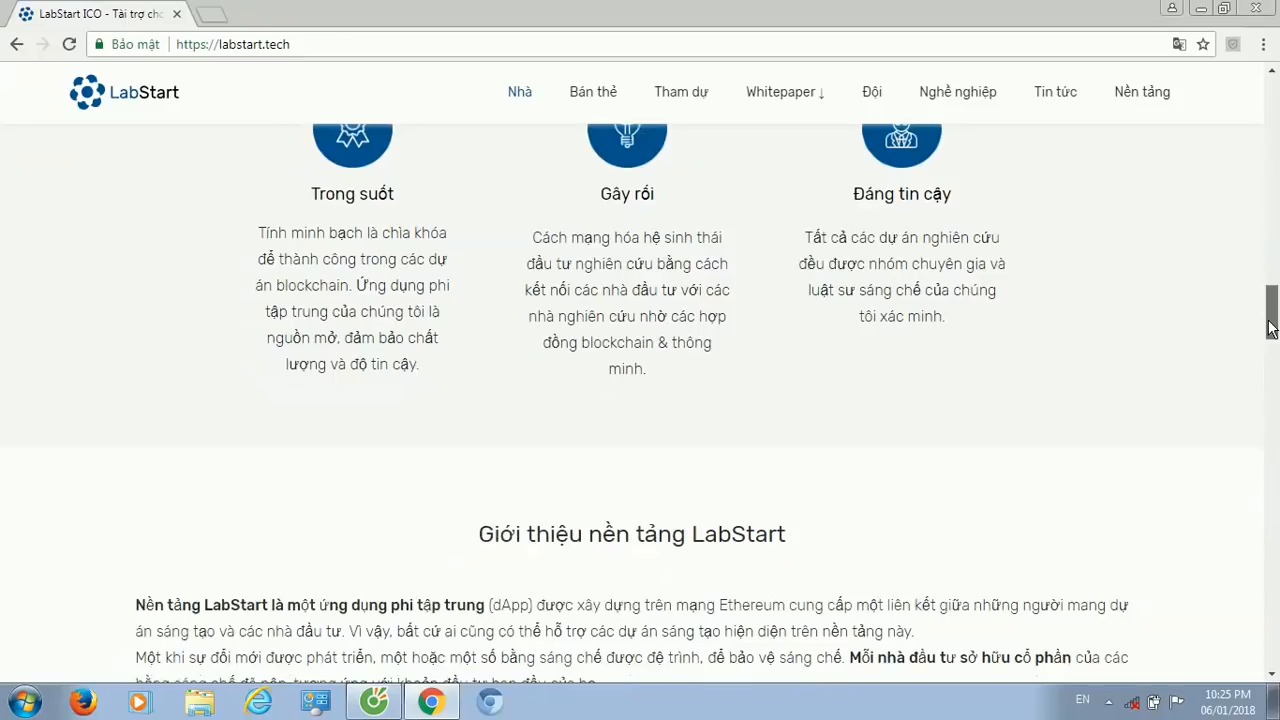 LabStart ICO - Tài trợ cho
Bảo mật https://labstart.tech
LabStart Nhà Bán thẻ Tham dự Whitepaper ↓ Đội Nghề nghiệp Tin tức Nền tảng
Trong suốt
Tính minh bạch là chìa khóa
để thành công trong các dự
án blockchain. Ứng dụng phi
tập trung của chúng tôi là
nguồn mở, đảm bảo chất
lượng và độ tin cậy.
Gây rối
Cách mạng hóa hệ sinh thái
đầu tư nghiên cứu bằng cách
kết nối các nhà đầu tư với các
nhà nghiên cứu nhờ các hợp
đồng blockchain & thông
minh.
Đáng tin cậy
Tất cả các dự án nghiên cứu
đều được nhóm chuyên gia và
luật sư sáng chế của chúng
tôi xác minh.
Giới thiệu nền tảng LabStart
Nền tảng LabStart là một ứng dụng phi tập trung (dApp) được xây dựng trên mạng Ethereum cung cấp một liên kết giữa những người mang dự
án sáng tạo và các nhà đầu tư. Vì vậy, bất cứ ai cũng có thể hỗ trợ các dự án sáng tạo hiện diện trên nền tảng này.
Một khi sự đổi mới được phát triển, một hoặc một số bằng sáng chế được đệ trình, để bảo vệ sáng chế. Mỗi nhà đầu tư sở hữu cổ phần của các
EN 10:25 PM
06/01/2018